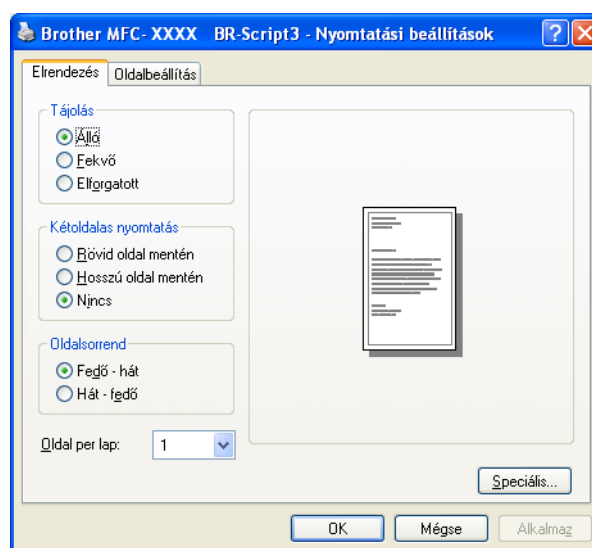 Brother MFC- XXXX   BR-Script3 - Nyomtatási beállítások
Elrendezés
Oldalbeállítás
Tájolás
Álló
Fekvő
Elforgatott
Kétoldalas nyomtatás
Rövid oldal mentén
Hosszú oldal mentén
Nincs
Oldalsorrend
Fedő - hát
Hát - fedő
Oldal per lap:
1
Speciális...
OK
Mégse
Alkalmaz